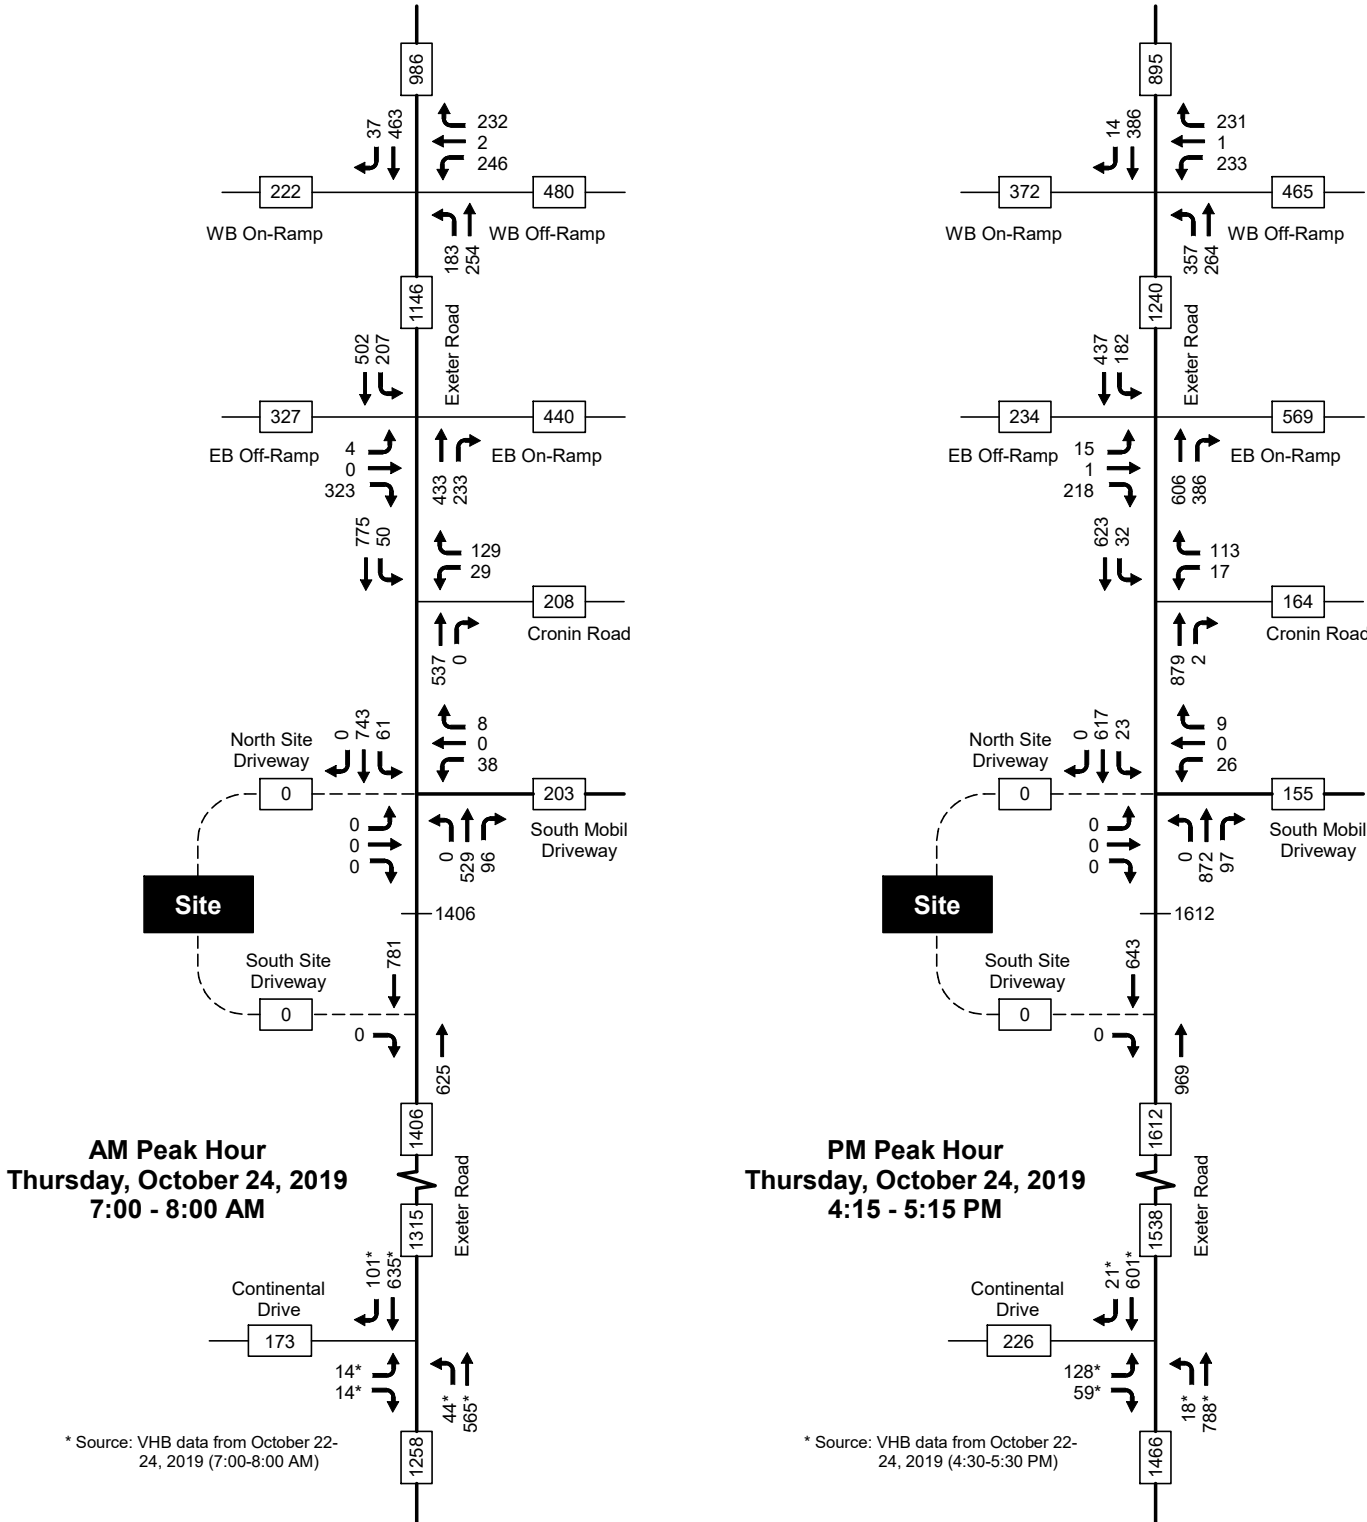 986
37
463
232
2
246
222
480
WB On-Ramp
WB Off-Ramp
183
254
1146
Exeter Road
502
207
327
440
EB Off-Ramp
EB On-Ramp
4
0
323
433
233
775
50
129
29
208
Cronin Road
537
0
North Site
Driveway
0
743
61
8
0
38
0
203
South Mobil
Driveway
0
0
0
0
529
96
Site
1406
South Site
Driveway
781
0
0
625
1406
AM Peak Hour
Thursday, October 24, 2019
7:00 - 8:00 AM
Exeter Road
1315
101*
635*
Continental
Drive
173
14*
14*
44*
565*
* Source: VHB data from October 22-
24, 2019 (7:00-8:00 AM)
1258
895
14
386
231
1
233
372
465
WB On-Ramp
WB Off-Ramp
357
264
1240
Exeter Road
437
182
234
569
EB Off-Ramp
EB On-Ramp
15
1
218
606
386
623
32
113
17
164
Cronin Road
879
2
North Site
Driveway
0
617
23
9
0
26
0
155
South Mobil
Driveway
0
0
0
0
872
97
Site
1612
South Site
Driveway
643
0
0
969
1612
PM Peak Hour
Thursday, October 24, 2019
4:15 - 5:15 PM
Exeter Road
1538
21*
601*
Continental
Drive
226
128*
59*
18*
788*
* Source: VHB data from October 22-
24, 2019 (4:30-5:30 PM)
1466